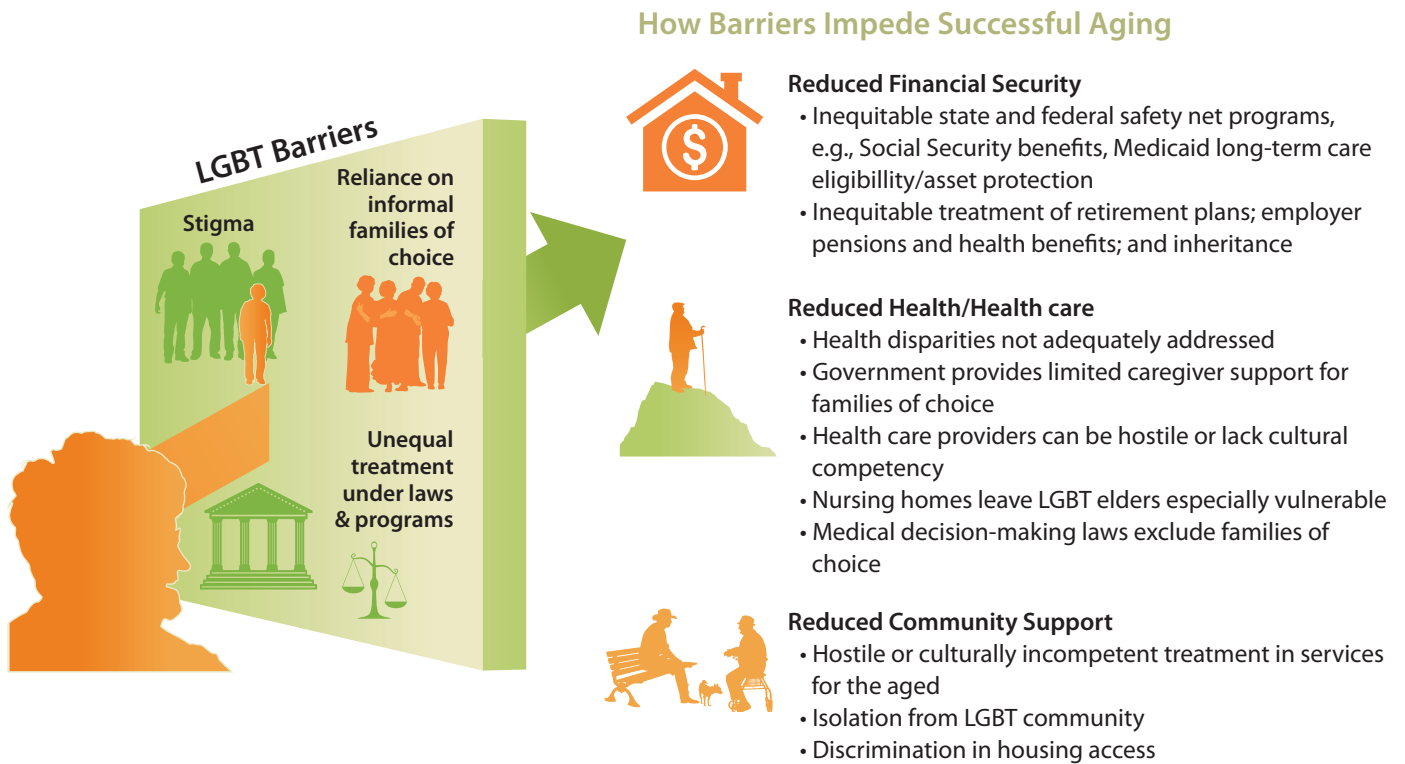 How Barriers Impede Successful Aging
LGBT Barriers
Stigma
Reliance on
informal
families of
choice
Unequal
treatment
under laws
& programs
$
Reduced Financial Security
• Inequitable state and federal safety net programs,
e.g., Social Security benefits, Medicaid long-term care
eligibillity/asset protection
• Inequitable treatment of retirement plans; employer
pensions and health benefits; and inheritance
Reduced Health/Health care
• Health disparities not adequately addressed
• Government provides limited caregiver support for
families of choice
• Health care providers can be hostile or lack cultural
competency
• Nursing homes leave LGBT elders especially vulnerable
• Medical decision-making laws exclude families of
choice
Reduced Community Support
• Hostile or culturally incompetent treatment in services
for the aged
• Isolation from LGBT community
• Discrimination in housing access